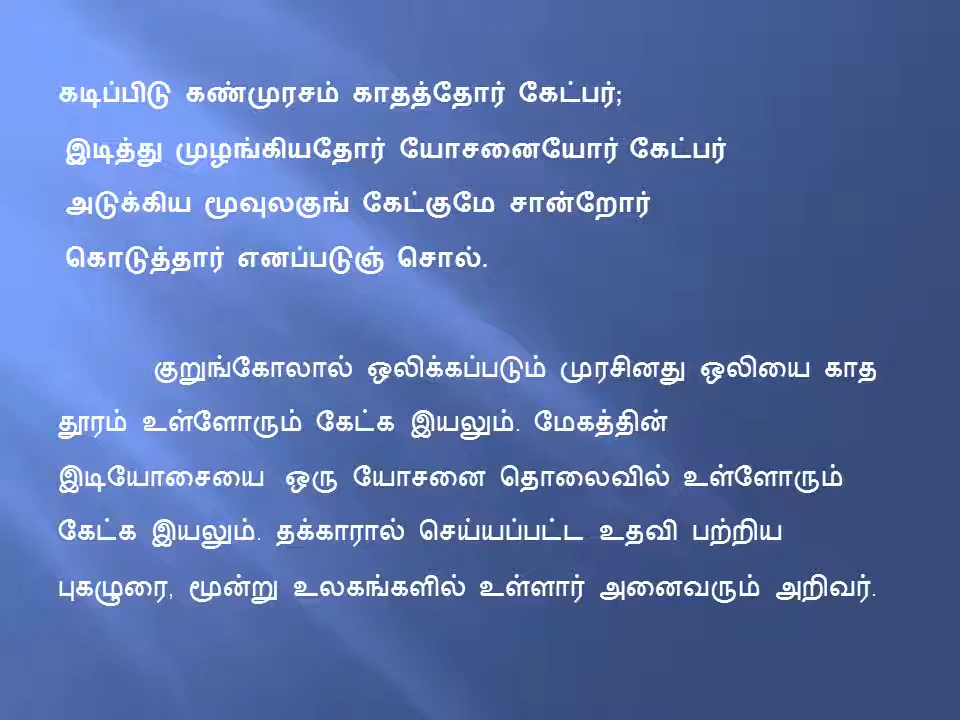 கடிப்பிடு கண்முரசம் காதத்தோர் கேட்பர்;
இடித்து முழங்கியதோர் யோசனையோர் கேட்பர்
அடுக்கிய மூவுலகுங் கேட்குமே சான்றோர்
கொடுத்தார் எனப்படுஞ் சொல்.
குறுங்கோலால் ஒலிக்கப்படும் முரசினது ஒலியை காத
தூரம் உள்ளோரும் கேட்க இயலும். மேகத்தின்
இடியோசையை ஒரு யோசனை தொலைவில் உள்ளோரும்
கேட்க இயலும். தக்காரால் செய்யப்பட்ட உதவி பற்றிய
புகழுரை, மூன்று உலகங்களில் உள்ளார் அனைவரும் அறிவர்.